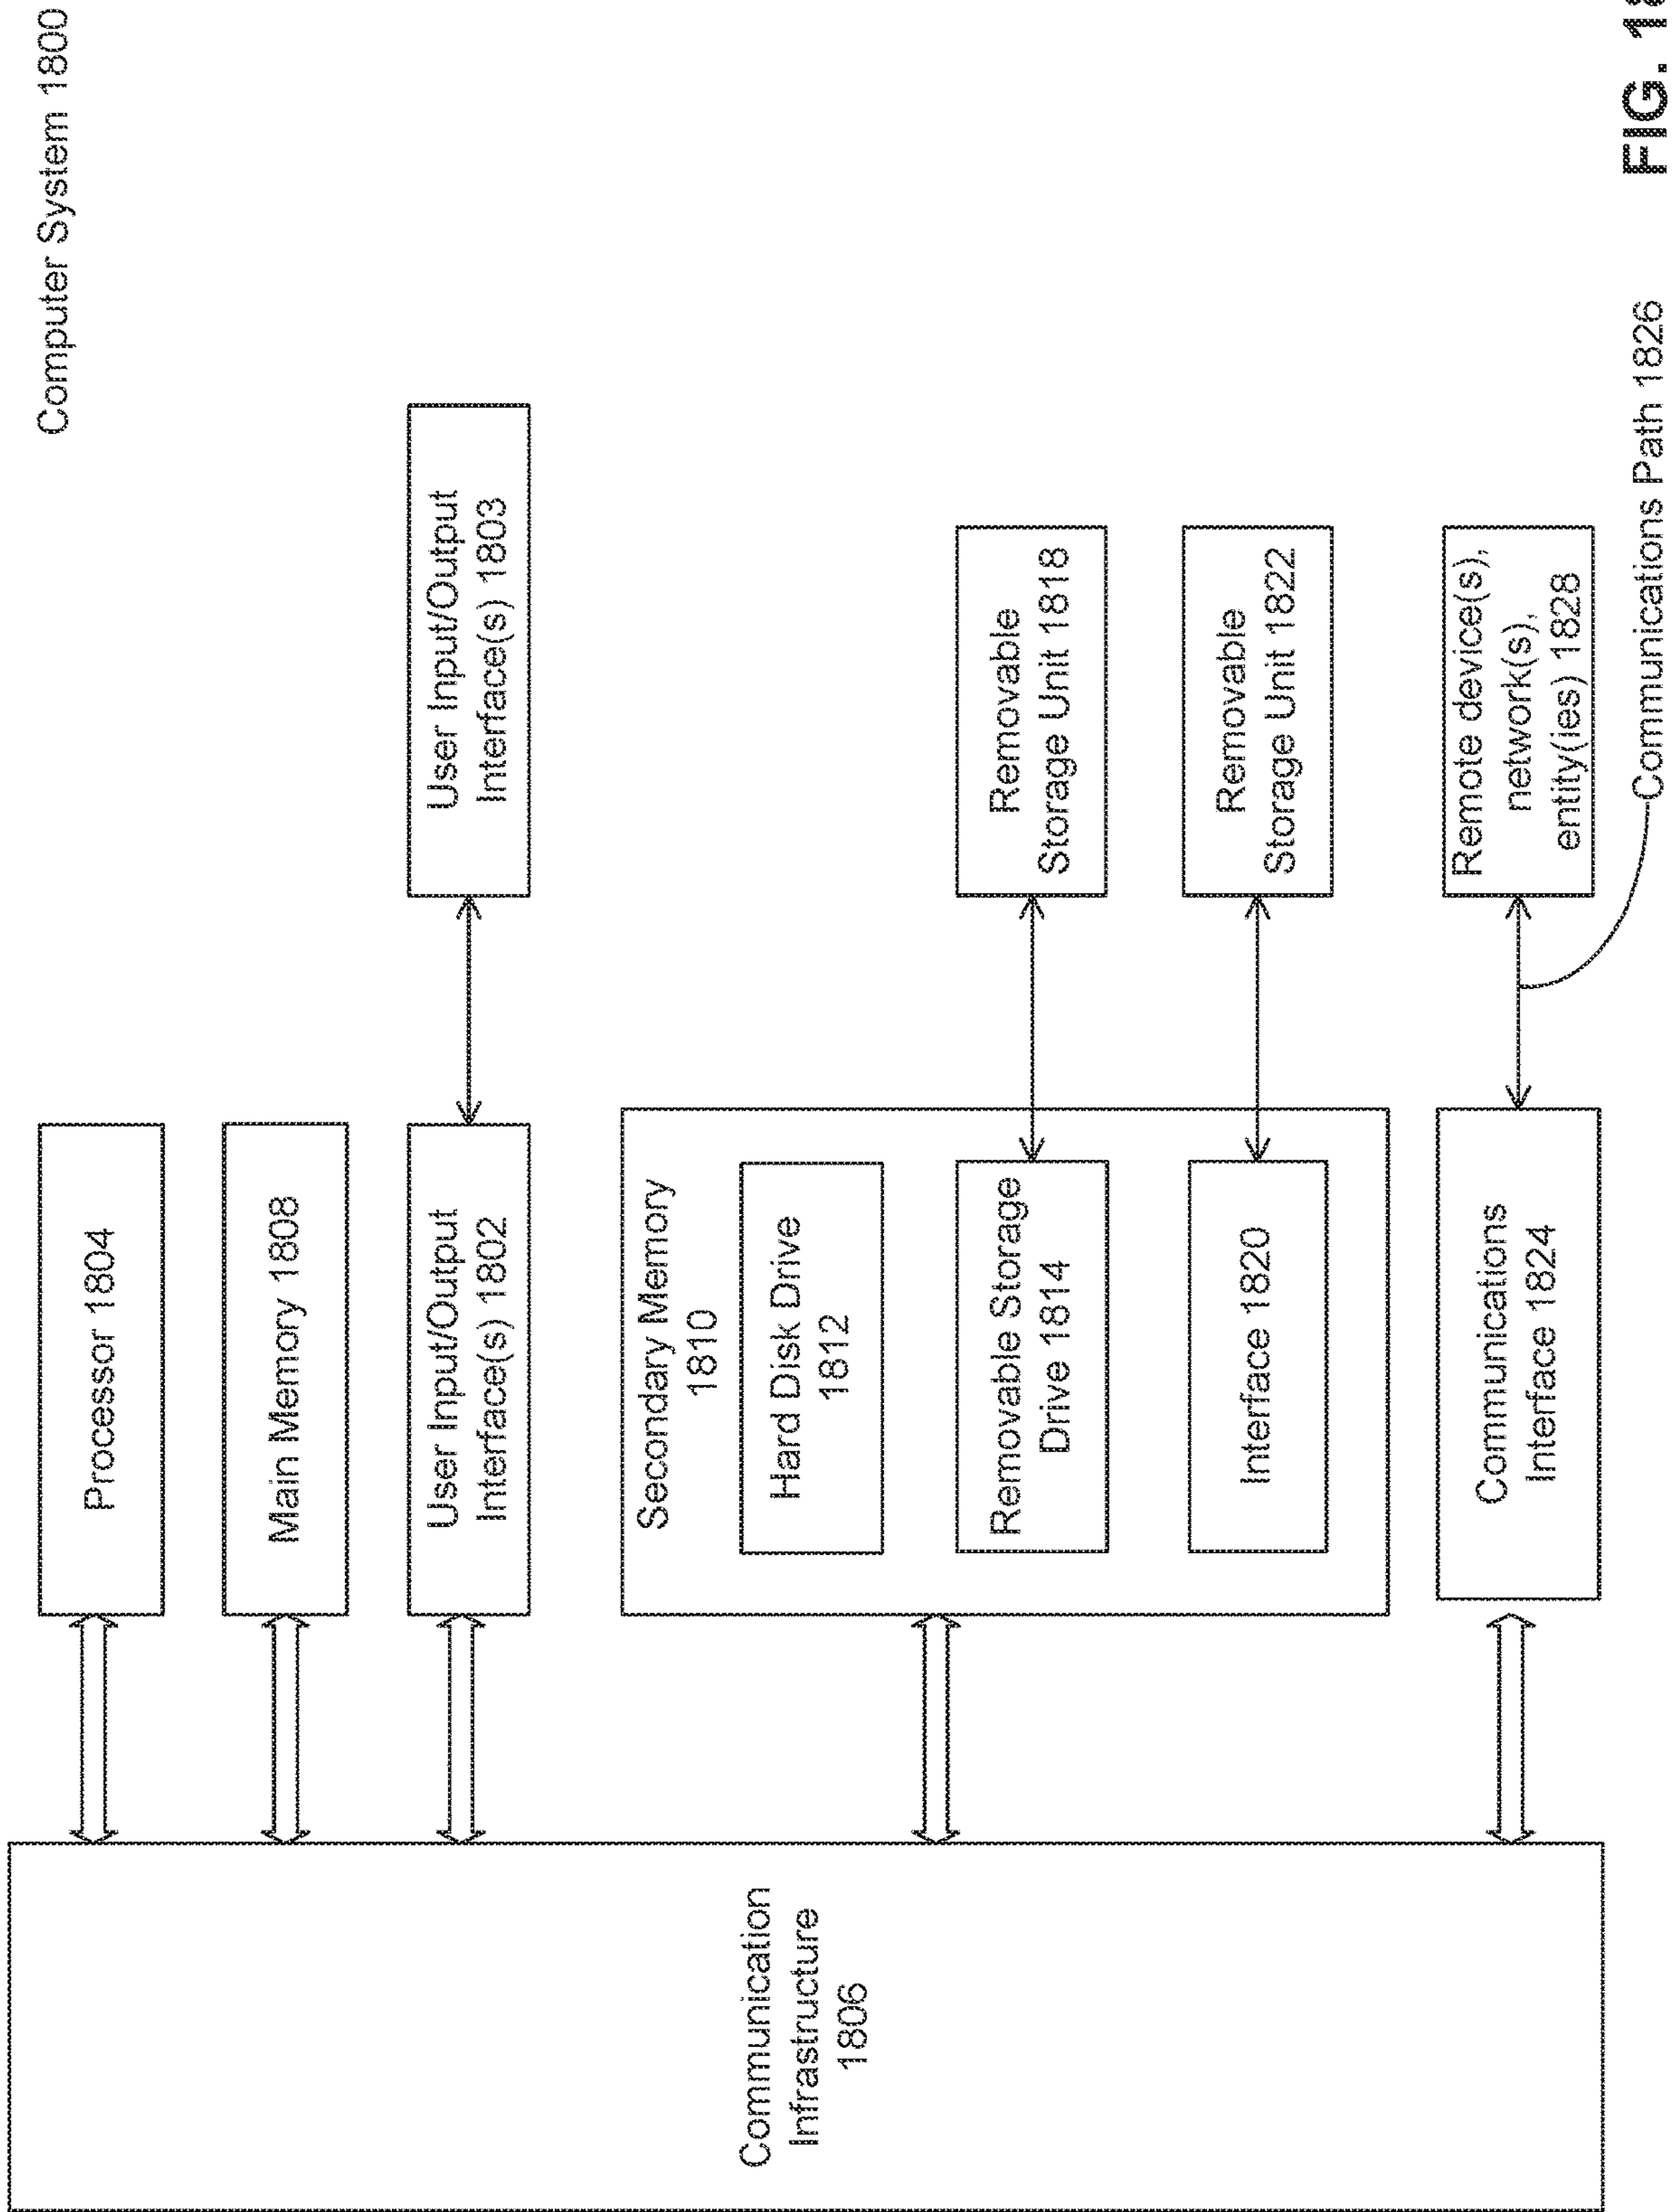 Computer System 1800
Processor 1804
Main Memory 1808
User Input/Output
Interface(s) 1802
User Input/Output
Interface(s) 1803
Communication
Infrastructure
1806
Secondary Memory
1810
Hard Disk Drive
1812
Removable Storage
Drive 1814
Removable
Storage Unit 1818
Interface 1820
Removable
Storage Unit 1822
Communications
Interface 1824
Remote device(s),
network(s),
entity(ies) 1828
Communications Path 1826
FIG. 18